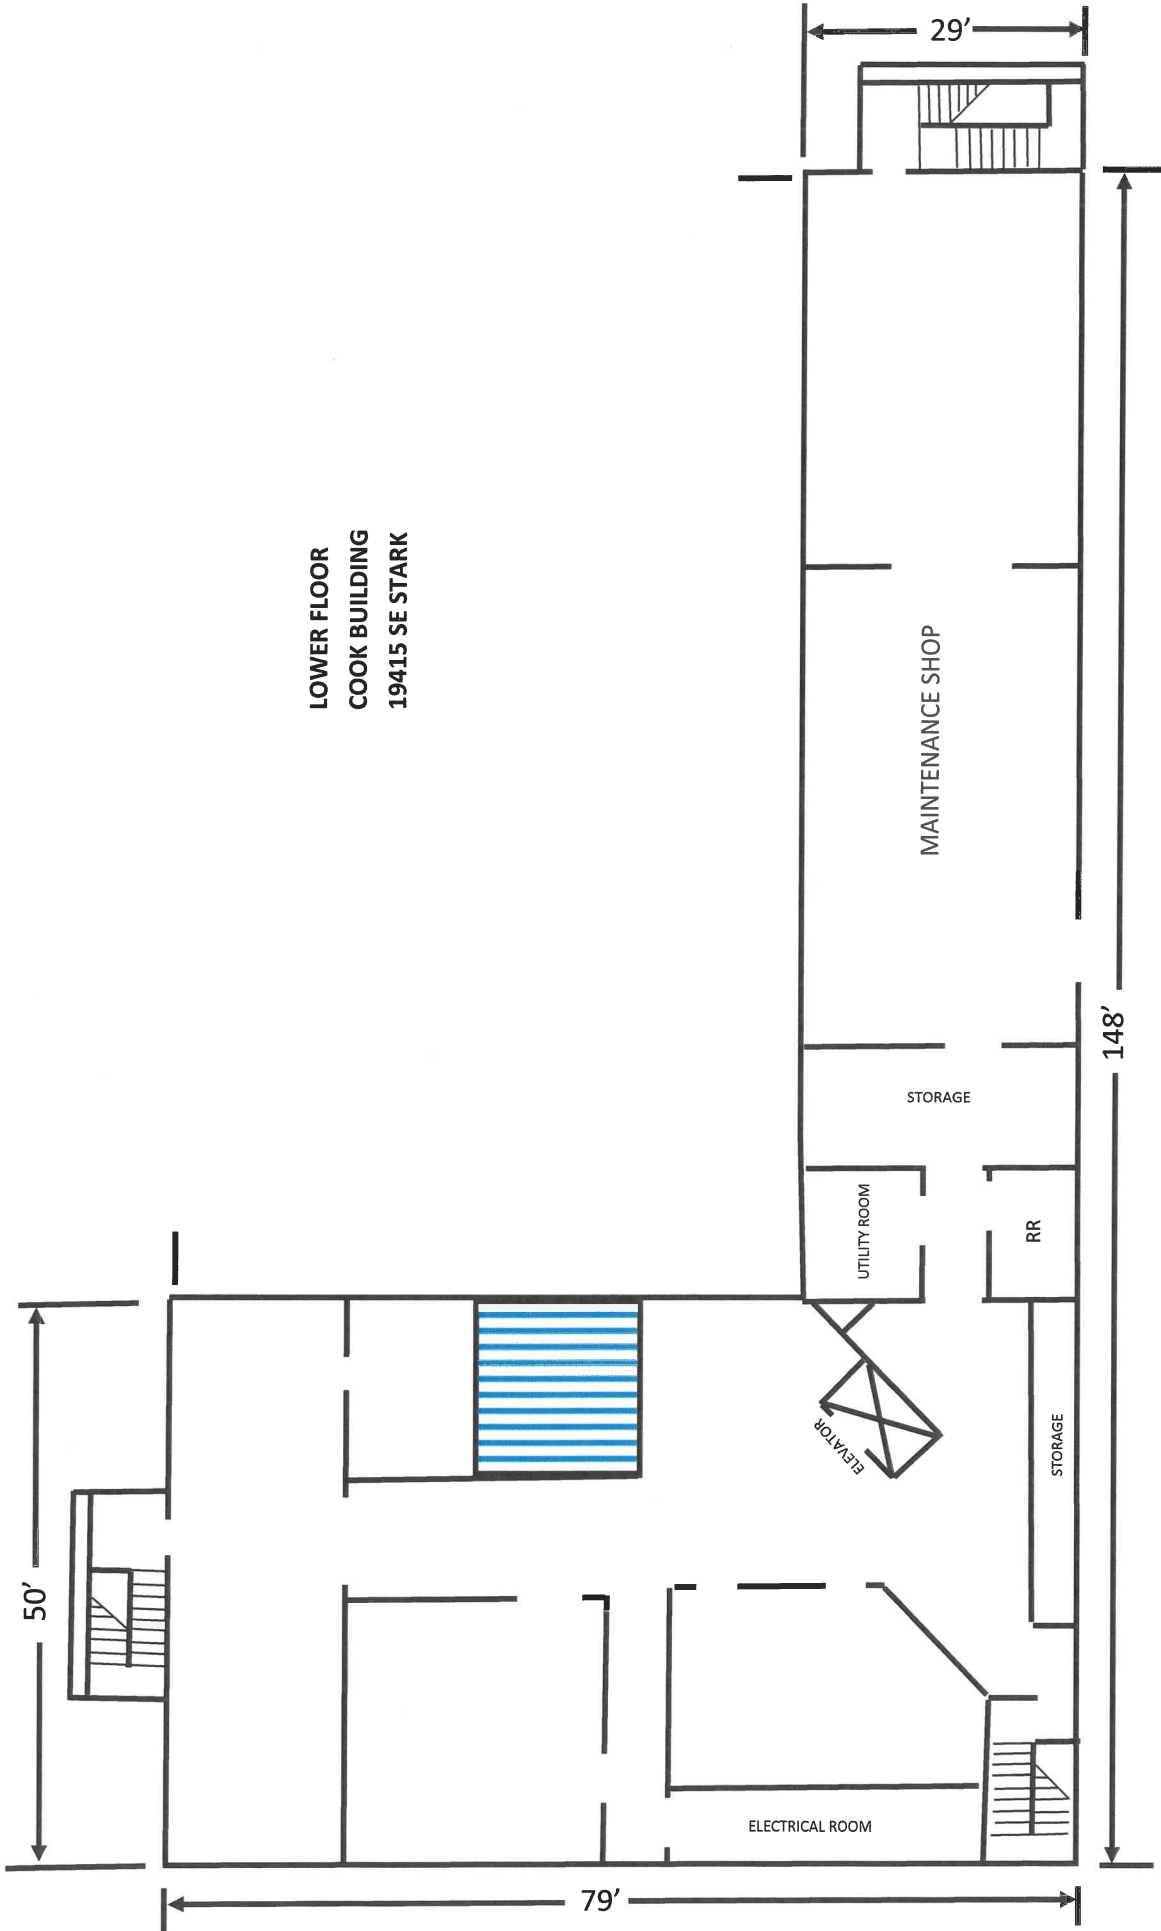 29’
LOWER FLOOR
COOK BUILDING
19415 SE STARK
MAINTENANCE SHOP
148’
STORAGE
UTILITY ROOM
RR
ELEVATOR
STORAGE
50’
ELECTRICAL ROOM
79’